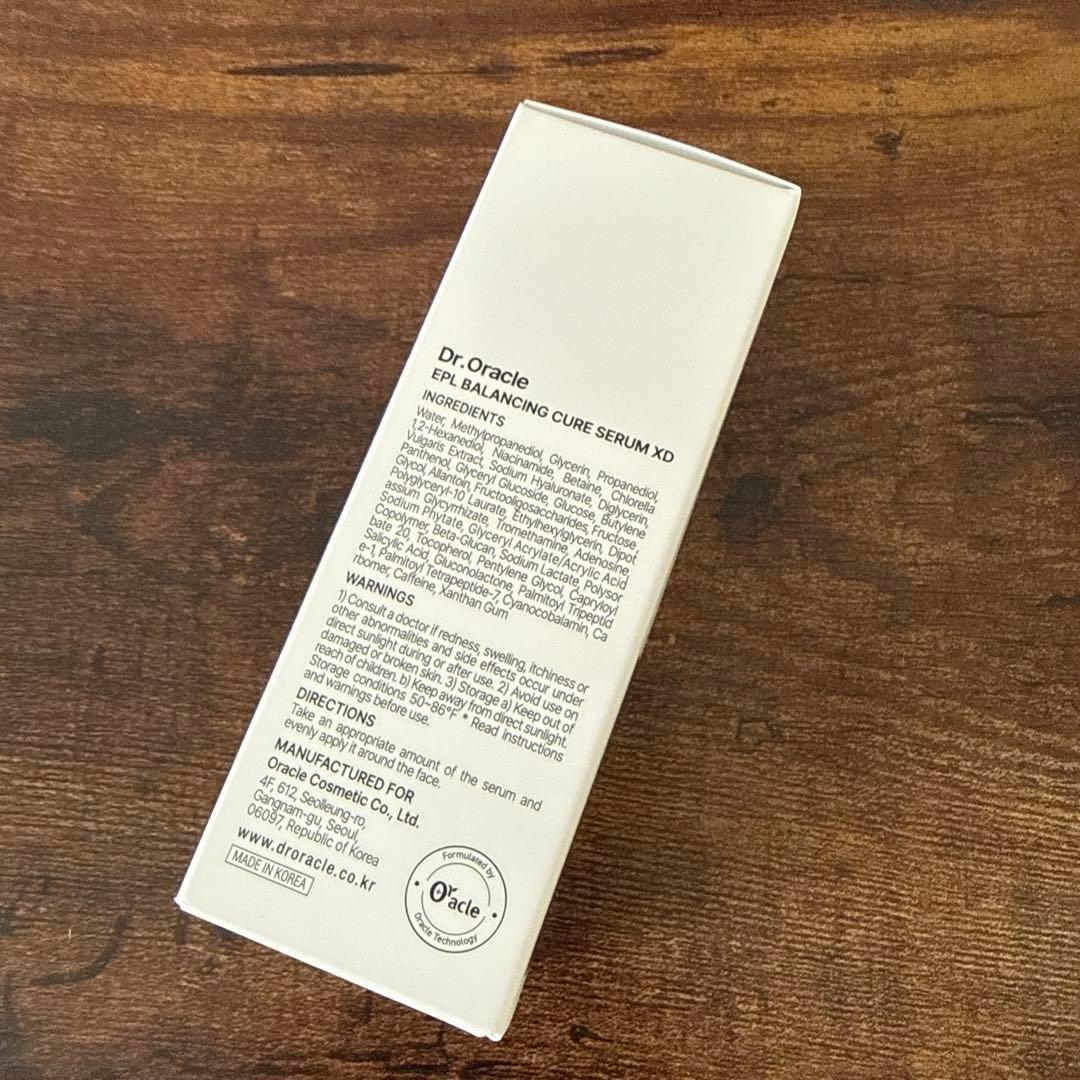 Dr.Oracle
EPL BALANCING CURE SERUM XD
INGREDIENTS
Water, Methylpropanediol, Glycerin, Propanediol,
1,2-Hexanediol, Niacinamide, Betaine, Chlorella
Vulgaris Extract, Sodium Hyaluronate, Diglycerin,
Panthenol, Glyceryl Glucoside, Glucose, Butylene
Glycol, Allantoin, Fructooligosaccharides, Fructose,
Polyglyceryl-10 Laurate, Ethylhexylglycerin, Dipot
assium Glycyrrhizate, Tromethamine, Adenosine,
Sodium Phytate, Glyceryl Acrylate/Acrylic Acid
Copolymer, Beta-Glucan, Sodium Lactate, Polysor
bate 20, Tocopherol, Pentylene Glycol, Capryloyl
Salicylic Acid, Gluconolactone, Palmitoyl Tripeptid
e-1, Palmitoyl Tetrapeptide-7, Cyanocobalamin, Ca
rbomer, Caffeine, Xanthan Gum
WARNINGS
1) Consult a doctor if redness, swelling, itchiness or
other abnormalities and side effects occur under
direct sunlight during or after use. 2) Avoid use on
damaged or broken skin. 3) Storage a) Keep out of
reach of children. b) Keep away from direct sunlight.
Storage conditions 50~86°F * Read instructions
and warnings before use.
DIRECTIONS
Take an appropriate amount of the serum and
evenly apply it around the face.
MANUFACTURED FOR
Oracle Cosmetic Co., Ltd.
4F, 612, Seolleung-ro,
Gangnam-gu, Seoul,
06097, Republic of Korea
www.droracle.co.kr
MADE IN KOREA
Formulated by
Dr.Oracle
Oracle Technology